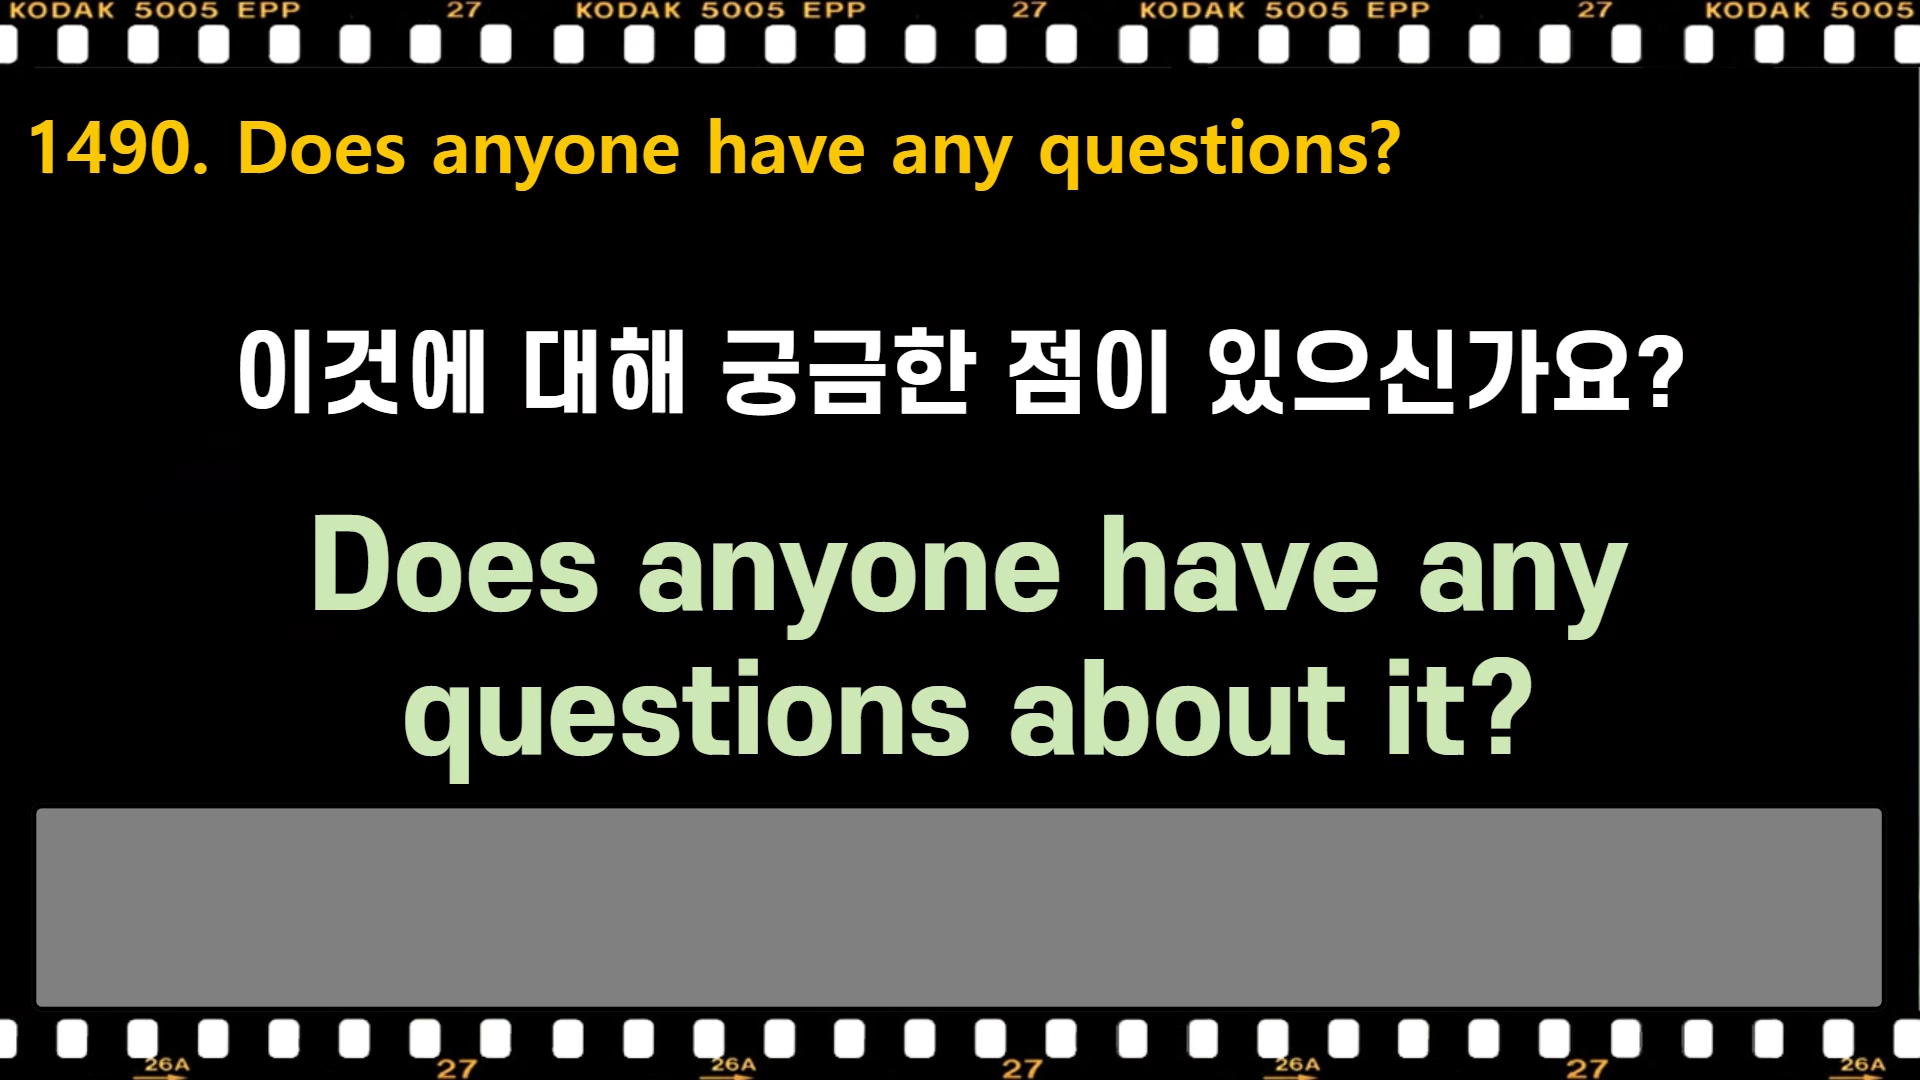 KODAK 5005 EPP 27 KODAK 5005 EPP 27 KODAK 5005 EPP 27 KODAK 5005
1490. Does anyone have any questions?
이것에 대해 궁금한 점이 있으신가요?
Does anyone have any
questions about it?
26A 27 26A 27 26A 27 26A